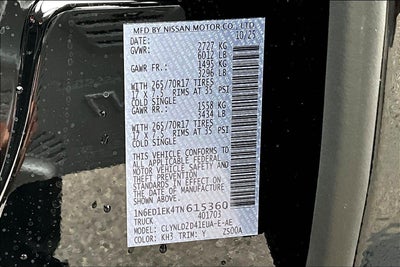 MFD BY NISSAN MOTOR CO., LTD
DATE: 10/25
GVWR: 2727 KG
6012 LB
GAWR FR: 1495 KG
3296 LB
WITH 265/70R17 TIRES
17 X 7.5 RIMS AT 35 PSI
COLD SINGLE
GAWR RR: 1558 KG
3434 LB
WITH 265/70R17 TIRES
17 X 7.5 RIMS AT 35 PSI
COLD SINGLE
THIS VEHICLE CONFORMS TO
ALL APPLICABLE FEDERAL
MOTOR VEHICLE SAFETY AND
THEFT PREVENTION
STANDARDS IN EFFECT ON
THE DATE OF MANUFACTURE
SHOWN ABOVE.
1N6ED1EK4TN615360
TRUCK 401703
MODEL: CLYNLDZD41EUA-E-AE
COLOR: KH3 TRIM: Y ZS00A